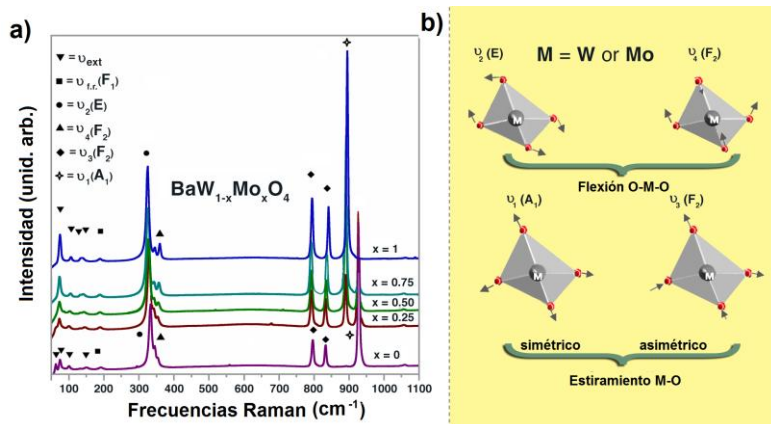 a)
▼ = υext
■ = υf.r.(F1)
● = υ2(E)
▲ = υ4(F2)
◆ = υ3(F2)
✧ = υ1(A1)
BaW1-xMoxO4
x = 1
x = 0.75
x = 0.50
x = 0.25
x = 0
Intensidad (unid. arb.)
100 200 300 400 500 600 700 800 900 1000 1100
Frecuencias Raman (cm-1)
b)
υ2(E)
M = W or Mo
υ4(F2)
M
M
Flexión O-M-O
υ1(A1)
υ3(F2)
M
M
simétrico asimétrico
Estiramiento M-O